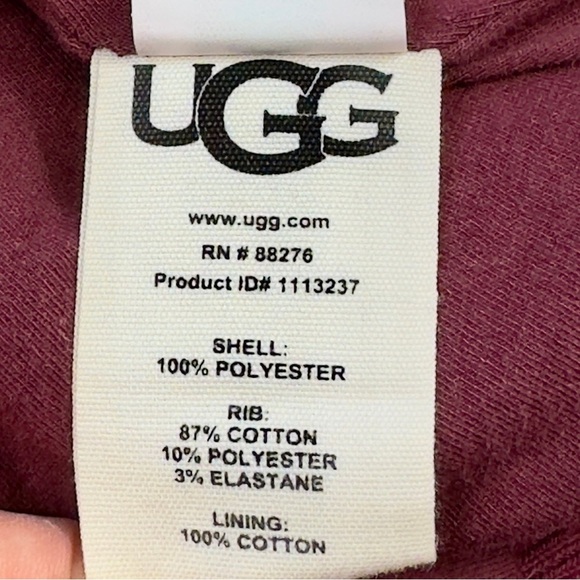 UGG
www.ugg.com
RN # 88276
Product ID# 1113237
SHELL:
100% POLYESTER
RIB:
87% COTTON
10% POLYESTER
3% ELASTANE
LINING:
100% COTTON